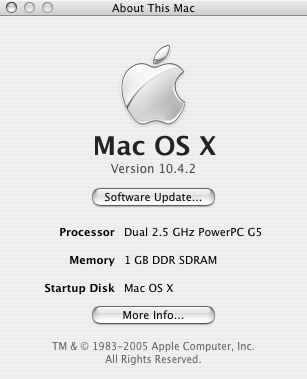 About This Mac
Mac OS X
Version 10.4.2
Software Update...
Processor Dual 2.5 GHz PowerPC G5
Memory 1 GB DDR SDRAM
Startup Disk Mac OS X
More Info...
TM & © 1983-2005 Apple Computer, Inc.
All Rights Reserved.